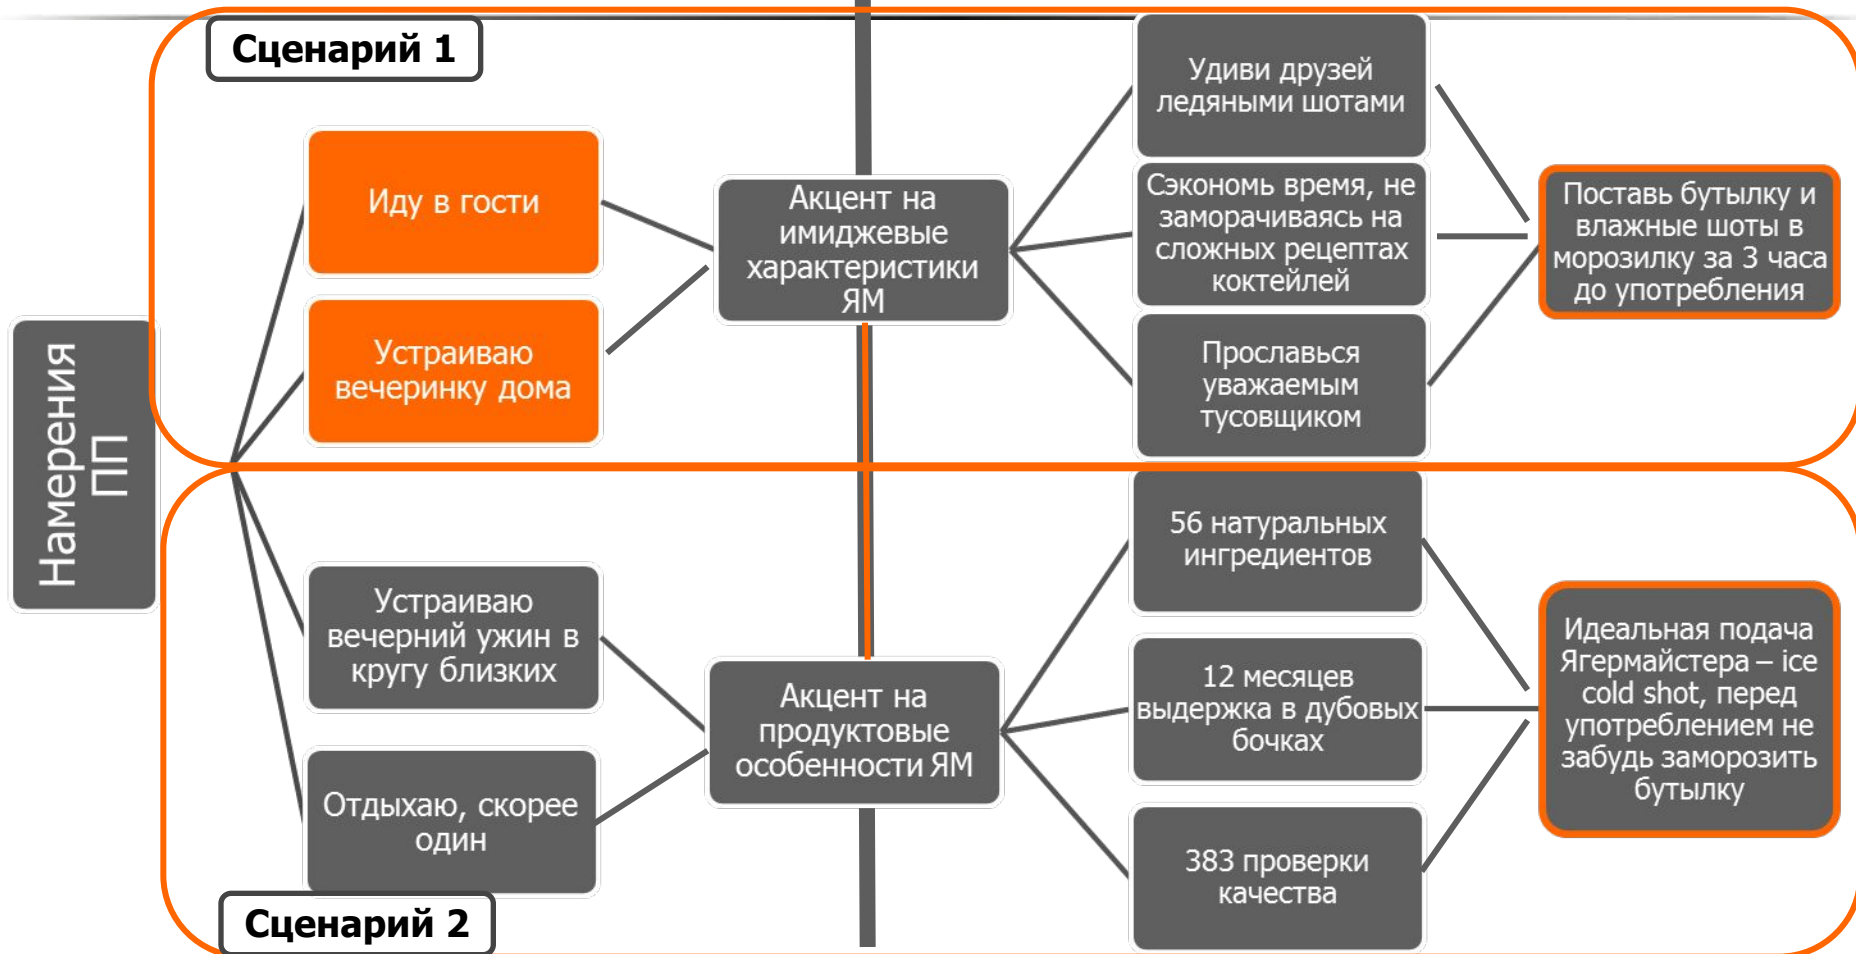 Сценарий 1
Намерения
ПП
Иду в гости
Устраиваю
вечеринку дома
Акцент на
имиджевые
характеристики
ЯМ
Удиви друзей
ледяными шотами
Сэкономь время, не
заморачиваясь на
сложных рецептах
коктейлей
Прославься
уважаемым
тусовщиком
Поставь бутылку и
влажные шоты в
морозилку за 3 часа
до употребления
Устраиваю
вечерний ужин в
кругу близких
Отдыхаю, скорее
один
Акцент на
продуктовые
особенности ЯМ
56 натуральных
ингредиентов
12 месяцев
выдержка в дубовых
бочках
383 проверки
качества
Идеальная подача
Ягермайстера – ice
cold shot, перед
употреблением не
забудь заморозить
бутылку
Сценарий 2